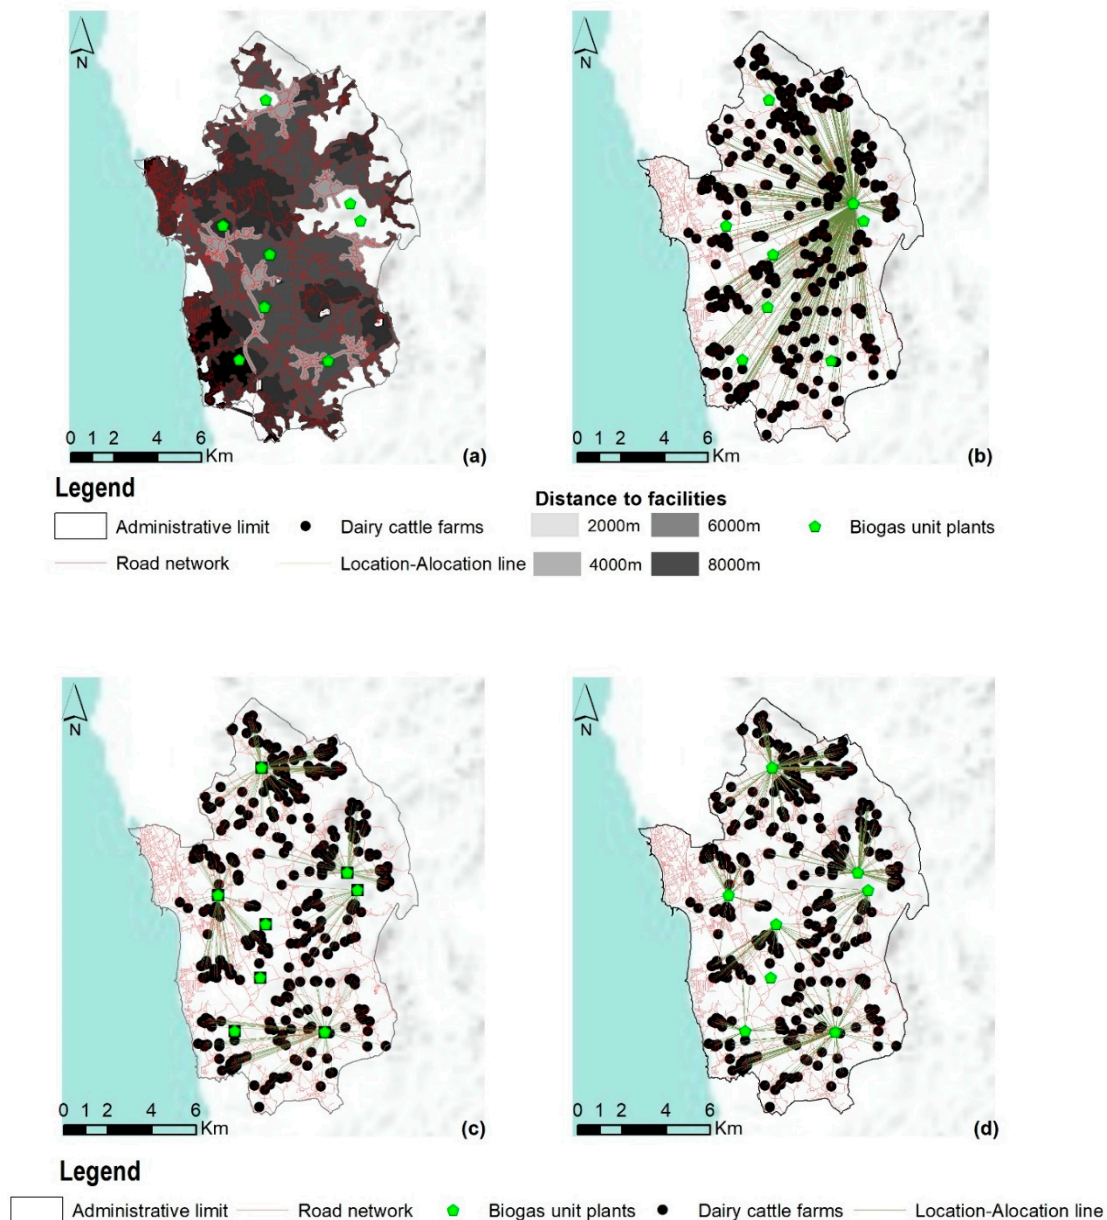 N
N
0 1 2 4 6
Km
(a)
0 1 2 4 6
Km
(b)
Legend
Distance to facilities
Administrative limit
Dairy cattle farms
2000m
6000m
Biogas unit plants
Road network
Location-Alocation line
4000m
8000m
N
N
0 1 2 4 6
Km
(c)
0 1 2 4 6
Km
(d)
Legend
Administrative limit
Road network
Biogas unit plants
Dairy cattle farms
Location-Alocation line